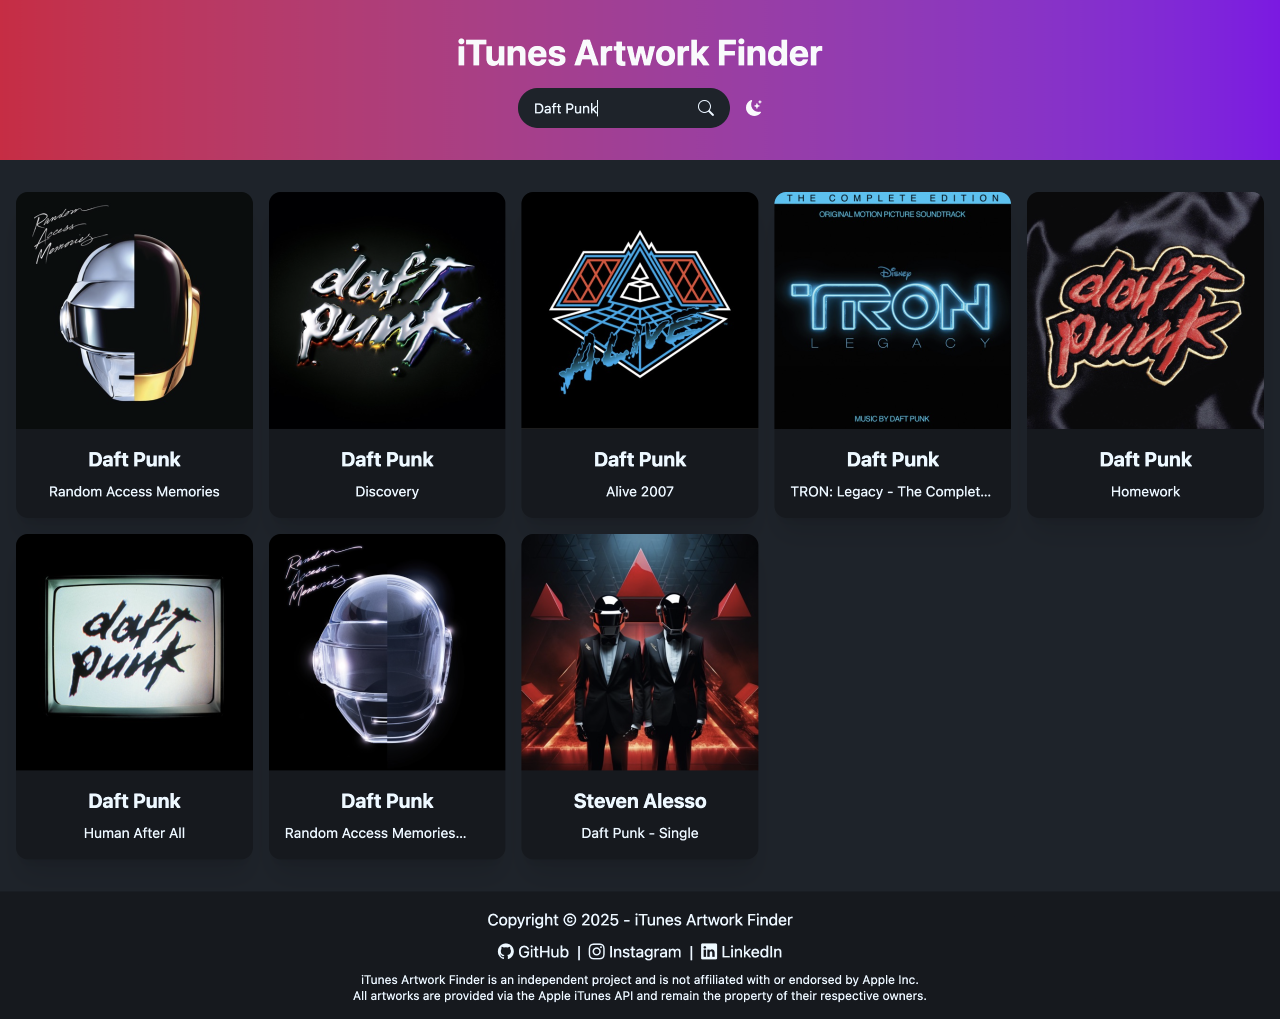 iTunes Artwork Finder
Daft Punk
Random
Access
Memories
daft
punk
ALIVE
THE COMPLETE EDITION
ORIGINAL MOTION PICTURE SOUNDTRACK
Disney
TRON
LEGACY
MUSIC BY DAFT PUNK
daft
punk
Daft Punk
Random Access Memories
Daft Punk
Discovery
Daft Punk
Alive 2007
Daft Punk
TRON: Legacy - The Complet...
Daft Punk
Homework
daft
punk
Random
Access
Memories
Daft Punk
Human After All
Daft Punk
Random Access Memories...
Steven Alesso
Daft Punk - Single
Copyright © 2025 - iTunes Artwork Finder
GitHub | Instagram | LinkedIn
iTunes Artwork Finder is an independent project and is not affiliated with or endorsed by Apple Inc.
All artworks are provided via the Apple iTunes API and remain the property of their respective owners.